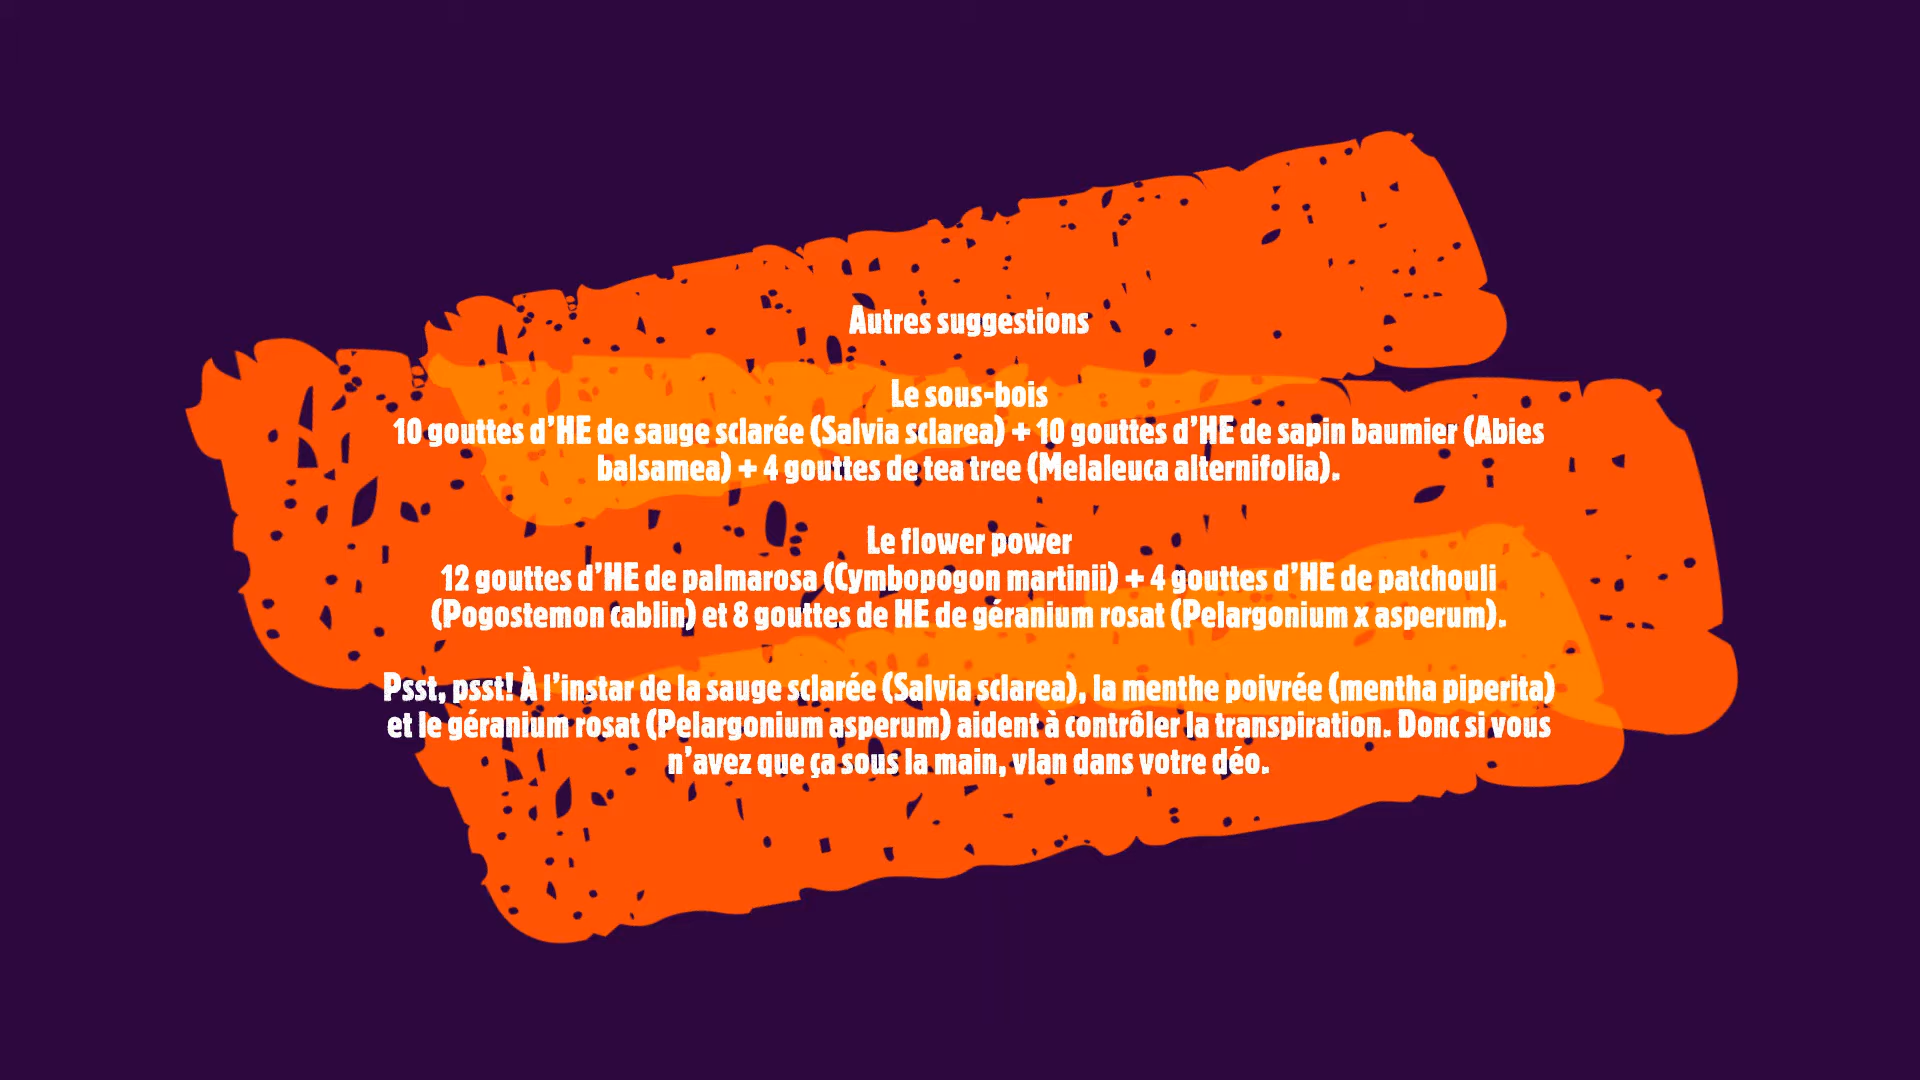 Autres suggestions
Le sous-bois
10 gouttes d'HE de sauge sclarée (Salvia sclarea) + 10 gouttes d'HE de sapin baumier (Abies
balsamea) + 4 gouttes de tea tree (Melaleuca alternifolia).
Le flower power
12 gouttes d'HE de palmarosa (Cymbopogon martinii) + 4 gouttes d'HE de patchouli
(Pogostemon cablin) et 8 gouttes de HE de géranium rosat (Pelargonium x asperum).
Psst, psst! À l'instar de la sauge sclarée (Salvia sclarea), la menthe poivrée (mentha piperita)
et le géranium rosat (Pelargonium asperum) aident à contrôler la transpiration. Donc si vous
n'avez que ça sous la main, vlan dans votre déo.